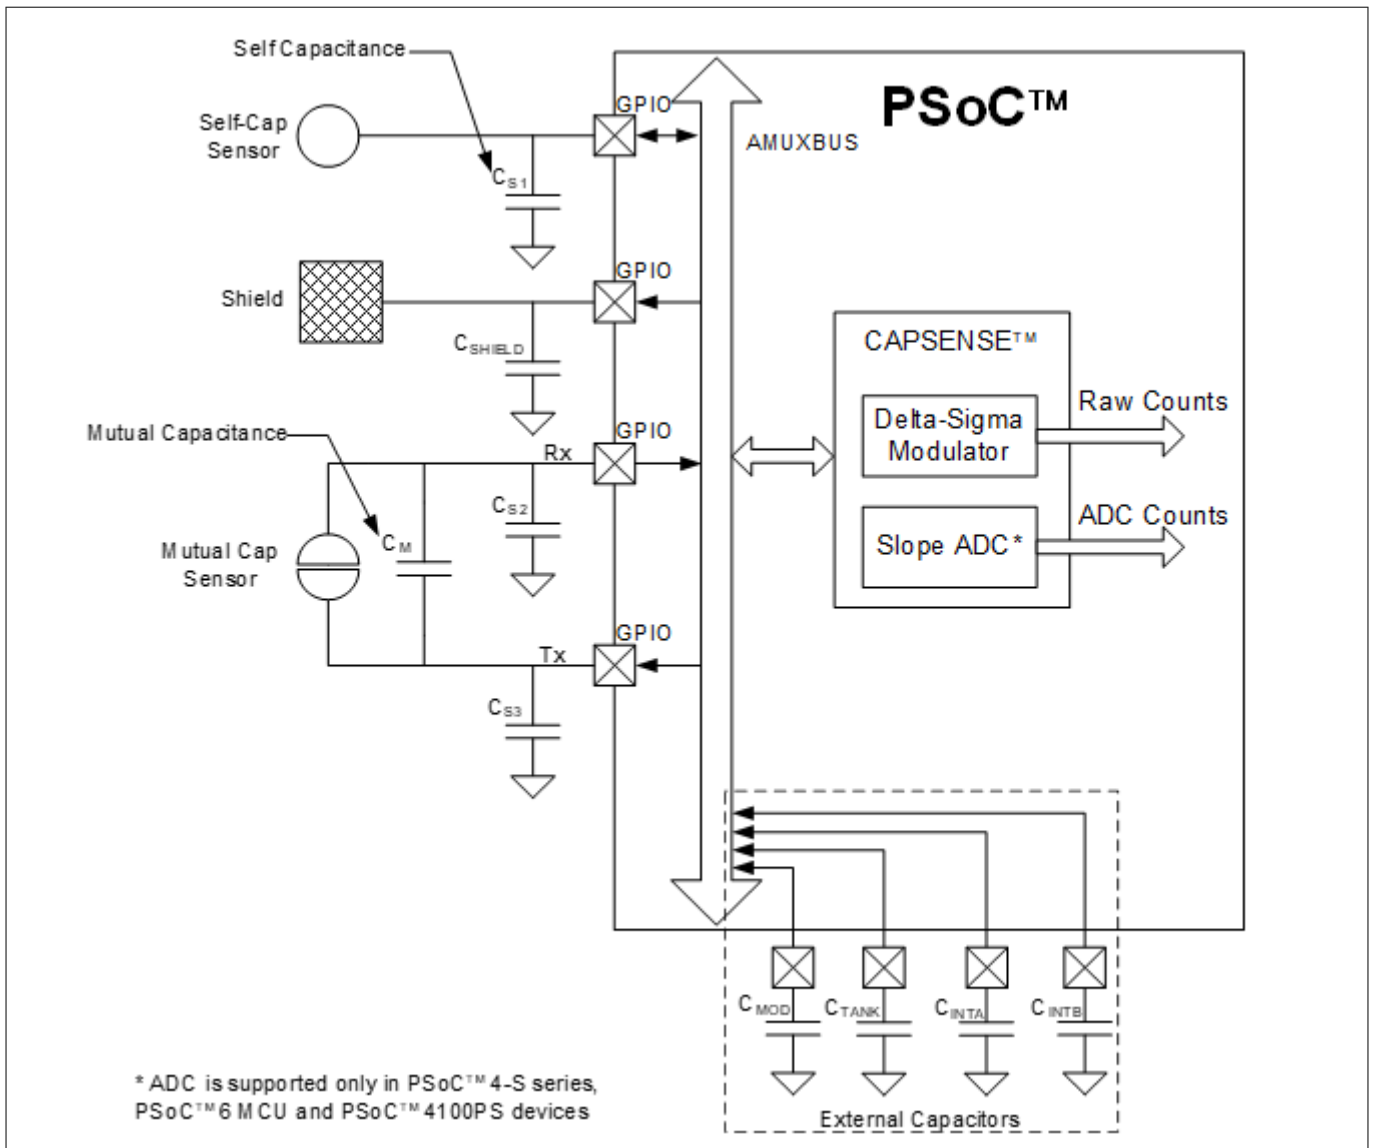 Self Capacitance
GPIO
PSoC™
Self-Cap
Sensor
AMUXBUS
CS1
GPIO
Shield
CSHIELD
CAPSENSE™
Delta-Sigma
Modulator
Raw Counts
Mutual Capacitance
GPIO
Rx
CS2
CM
Slope ADC*
ADC Counts
Mutual Cap
Sensor
GPIO
Tx
CS3
CMOD
CTANK
CINTA
CINTB
* ADC is supported only in PSoC™ 4-S series,
PSoC™ 6 MCU and PSoC™ 4100PS devices
External Capacitors